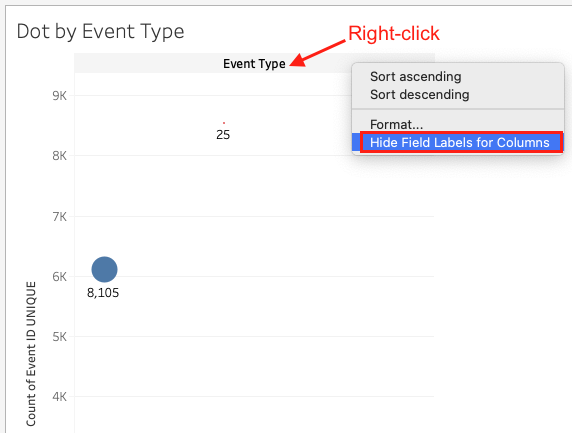 Dot by Event Type
Right-click
Event Type
Sort ascending
Sort descending
Format...
Hide Field Labels for Columns
9K
25
8K
7K
6K
8,105
5K
4K
Count of Event ID UNIQUE